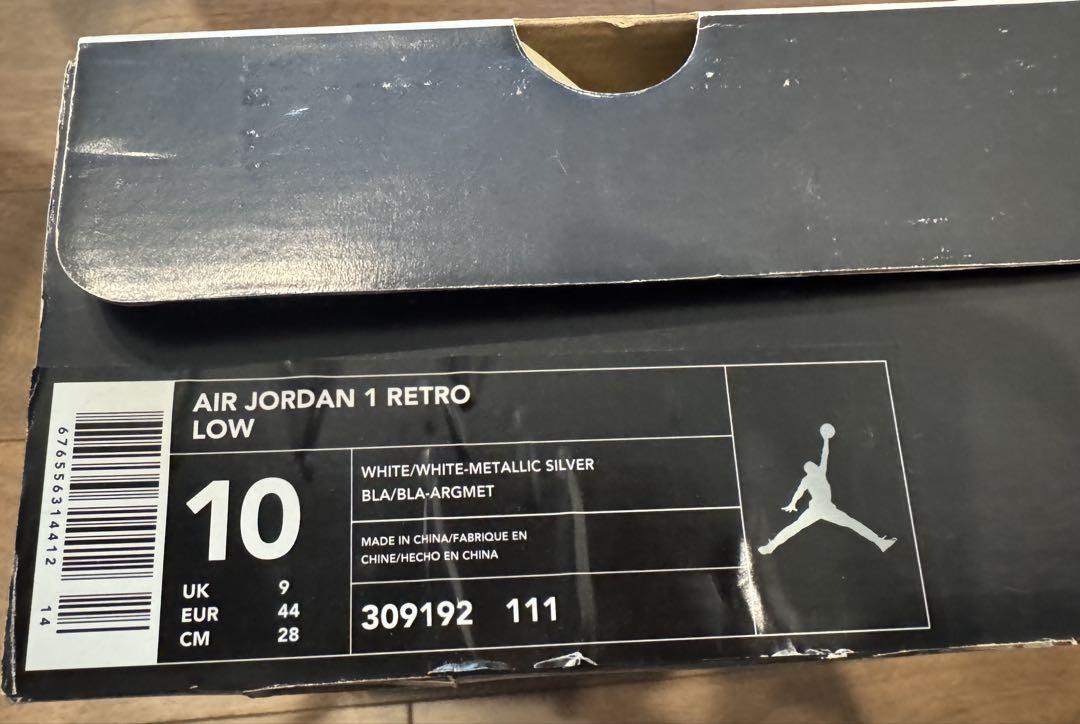 AIR JORDAN 1 RETRO
LOW
10
UK 9
EUR 44
CM 28
WHITE/WHITE-METALLIC SILVER
BLA/BLA-ARGMET
MADE IN CHINA/FABRIQUE EN
CHINE/HECHO EN CHINA
309192 111
676556314412
14